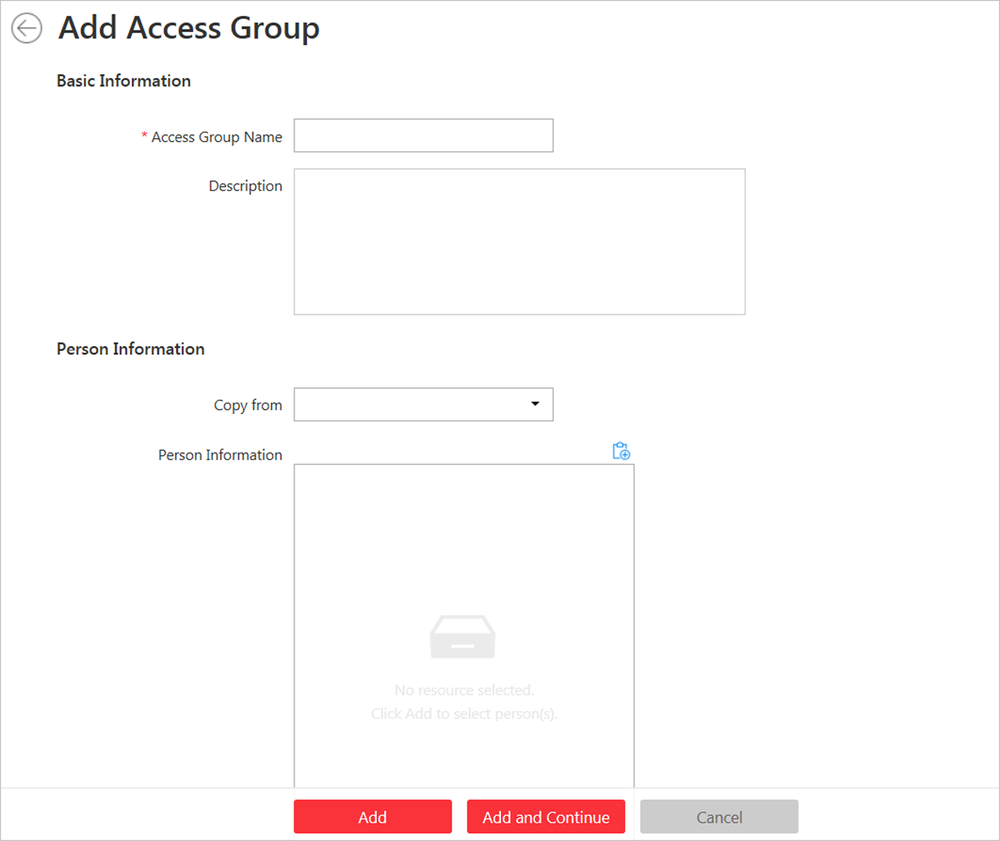 Add Access Group
Basic Information
* Access Group Name
Description
Person Information
Copy from
Person Information
No resource selected.
Click Add to select person(s).
Add
Add and Continue
Cancel